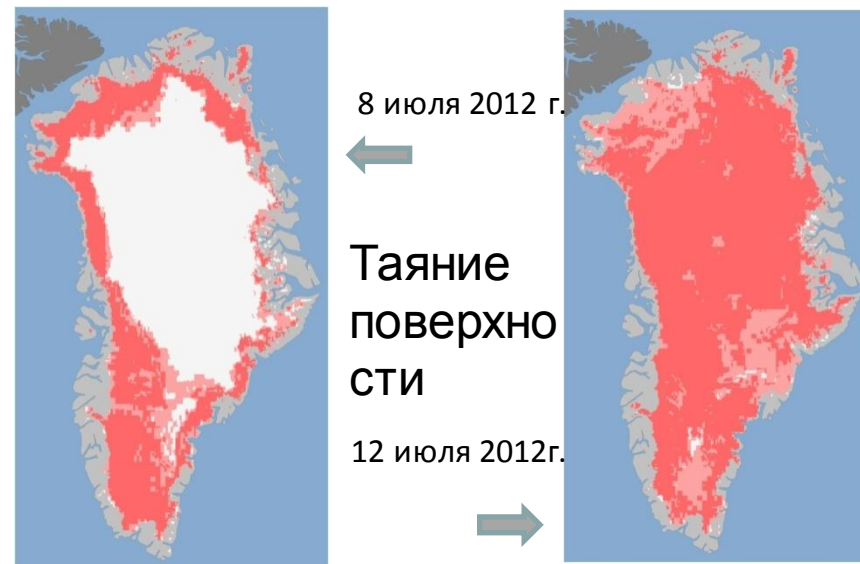 8 июля 2012 г.
Таяние
поверхно
сти
12 июля 2012г.